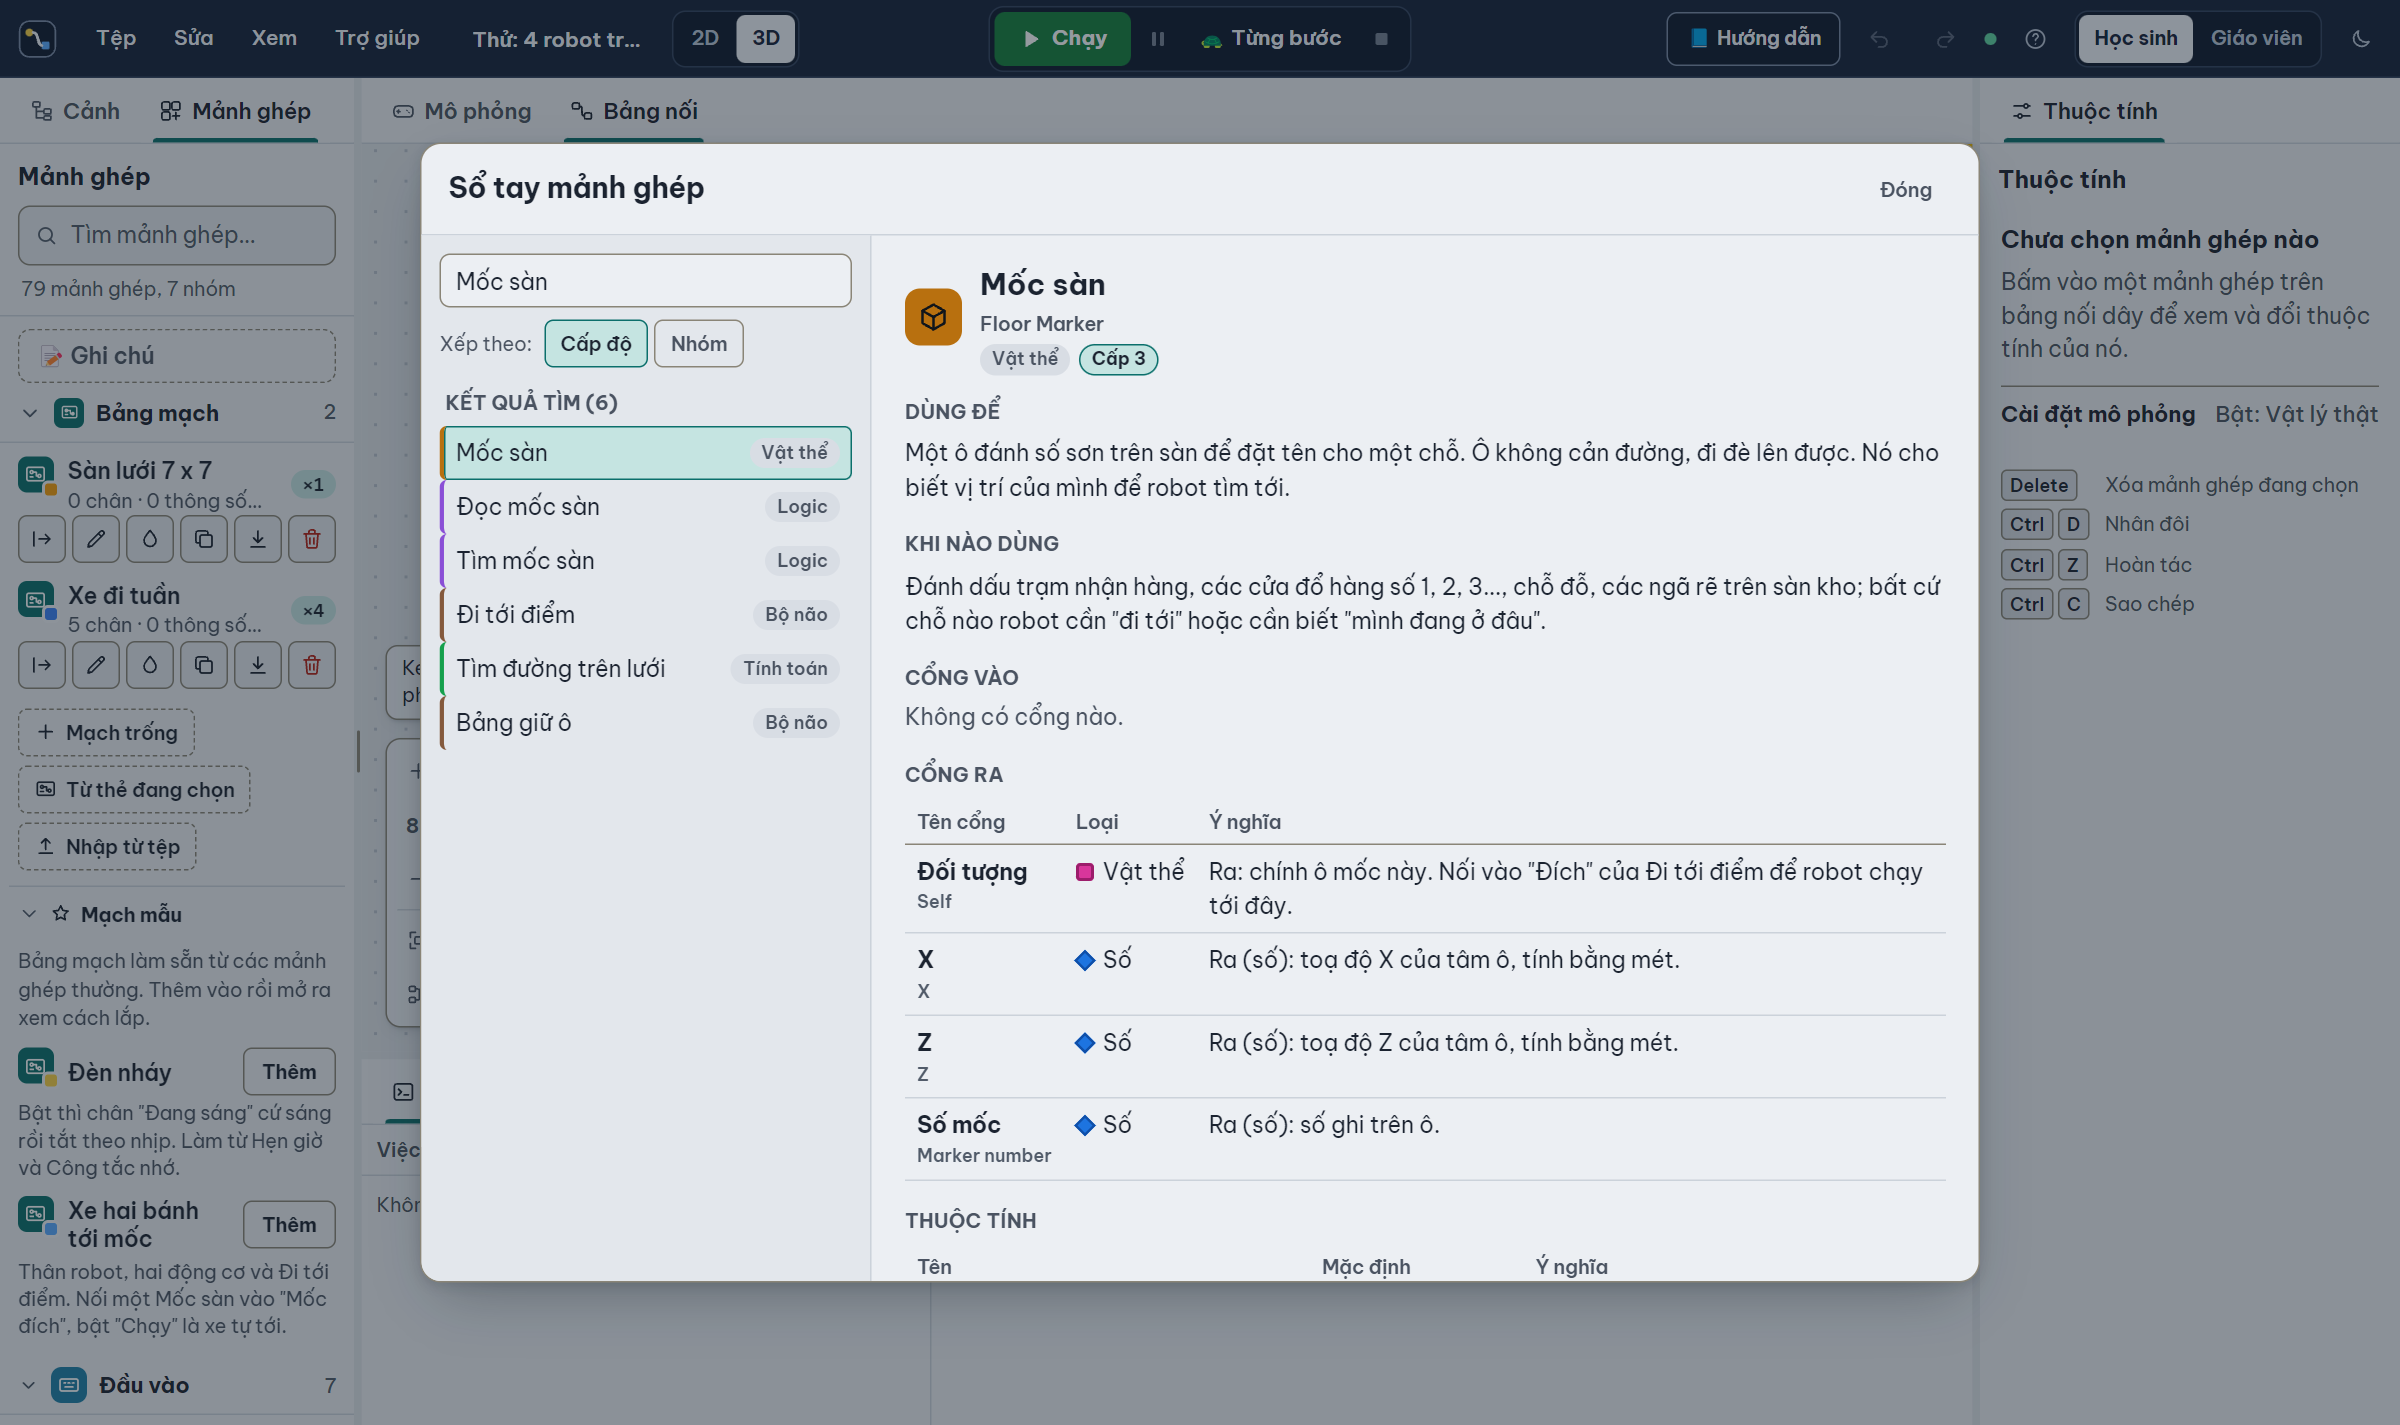 Tệp
Sửa
Xem
Trợ giúp
Thử: 4 robot tr...
2D
3D
Chạy
Từng bước
Hướng dẫn
Học sinh
Giáo viên
Cảnh
Mảnh ghép
Mô phỏng
Bảng nối
Thuộc tính
Mảnh ghép
Tìm mảnh ghép...
79 mảnh ghép, 7 nhóm
Ghi chú
Bảng mạch
2
Sàn lưới 7 x 7
0 chân · 0 thông số...
×1
Xe đi tuần
5 chân · 0 thông số...
×4
Mạch trống
Từ thẻ đang chọn
Nhập từ tệp
Mạch mẫu
Bảng mạch làm sẵn từ các mảnh
ghép thường. Thêm vào rồi mở ra
xem cách lắp.
Đèn nháy
Thêm
Bật thì chân "Đang sáng" cứ sáng
rồi tắt theo nhịp. Làm từ Hẹn giờ
và Công tắc nhớ.
Xe hai bánh
tới mốc
Thêm
Thân robot, hai động cơ và Đi tới
điểm. Nối một Mốc sàn vào "Mốc
đích", bật "Chạy" là xe tự tới.
Đầu vào
7
8
Việc
Sổ tay mảnh ghép
Đóng
Mốc sàn
Xếp theo:
Cấp độ
Nhóm
KẾT QUẢ TÌM (6)
Mốc sàn
Vật thể
Đọc mốc sàn
Logic
Tìm mốc sàn
Logic
Đi tới điểm
Bộ não
Tìm đường trên lưới
Tính toán
Bảng giữ ô
Bộ não
Mốc sàn
Floor Marker
Vật thể
Cấp 3
DÙNG ĐỂ
Một ô đánh số sơn trên sàn để đặt tên cho một chỗ. Ô không cản đường, đi đè lên được. Nó cho
biết vị trí của mình để robot tìm tới.
KHI NÀO DÙNG
Đánh dấu trạm nhận hàng, các cửa đổ hàng số 1, 2, 3..., chỗ đỗ, các ngã rẽ trên sàn kho; bất cứ
chỗ nào robot cần "đi tới" hoặc cần biết "mình đang ở đâu".
CỔNG VÀO
Không có cổng nào.
CỔNG RA
Tên cổng
Loại
Ý nghĩa
Đối tượng
Self
Vật thể
Ra: chính ô mốc này. Nối vào "Đích" của Đi tới điểm để robot chạy
tới đây.
X
X
Số
Ra (số): toạ độ X của tâm ô, tính bằng mét.
Z
Z
Số
Ra (số): toạ độ Z của tâm ô, tính bằng mét.
Số mốc
Marker number
Số
Ra (số): số ghi trên ô.
THUỘC TÍNH
Tên
Mặc định
Ý nghĩa
Thuộc tính
Chưa chọn mảnh ghép nào
Bấm vào một mảnh ghép trên
bảng nối dây để xem và đổi thuộc
tính của nó.
Cài đặt mô phỏng
Bật: Vật lý thật
Delete
Xóa mảnh ghép đang chọn
Ctrl D
Nhân đôi
Ctrl Z
Hoàn tác
Ctrl C
Sao chép